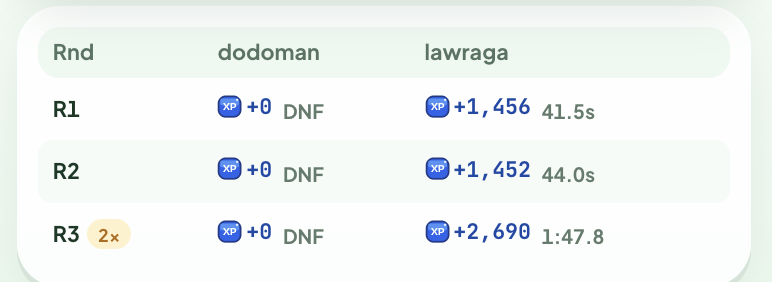 Rnd dodoman lawraga
R1 XP +0 DNF XP +1,456 41.5s
R2 XP +0 DNF XP +1,452 44.0s
R3 2× XP +0 DNF XP +2,690 1:47.8